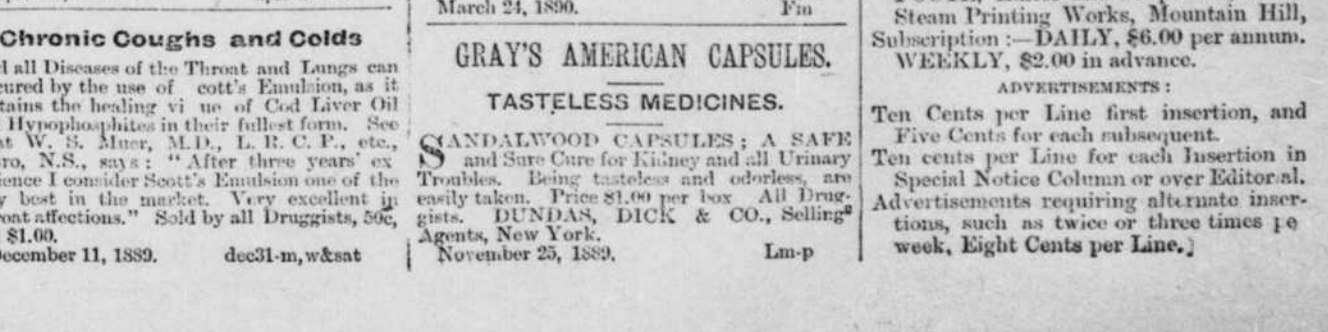 Chronic Coughs and Colds
all Diseases of the Throat and Lungs can
cured by the use of cott's Emulsion, as it
tains the healing vi ue of Cod Liver Oil
Hypophosphites in their fullest form. See
W. S. Muer, M.D., L. R. C. P., etc.,
ro, N.S., says: "After three years' ex
ience I consider Scott's Emulsion one of the
y best in the market. Very excellent in
oat affections." Sold by all Druggists, 50c,
$1.00.
ecember 11, 1889. dec31-m,w&sat
March 24, 1890. Fm
GRAY'S AMERICAN CAPSULES.
TASTELESS MEDICINES.
SANDALWOOD CAPSULES; A SAFE
and Sure Cure for Kidney and all Urinary
Troubles. Being tasteless and odorless, are
easily taken. Price $1.00 per box All Drug-
gists. DUNDAS, DICK & CO., Selling
Agents, New York.
November 25, 1889. Lm-p
Steam Printing Works, Mountain Hill,
Subscription :—DAILY, $6.00 per annum.
WEEKLY, $2.00 in advance.
ADVERTISEMENTS :
Ten Cents per Line first insertion, and
Five Cents for each subsequent.
Ten cents per Line for each Insertion in
Special Notice Column or over Editor al.
Advertisements requiring alternate inser-
tions, such as twice or three times pe
week, Eight Cents per Line.]